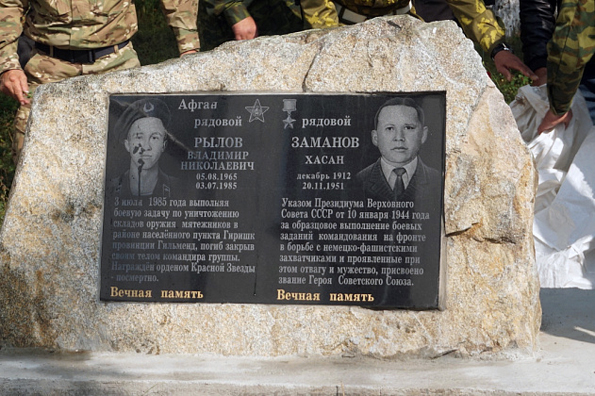 Афган
рядовой
РЫЛОВ
ВЛАДИМИР
НИКОЛАЕВИЧ
05.08.1965
03.07.1985
3 июля 1985 года выполняя
боевую задачу по уничтожению
складов оружия мятежников в
районе населённого пункта Гиришк
провинции Гильменд, погиб закрыв
своим телом командира группы.
Награждён орденом Красной Звезды
- посмертно.
Вечная память
рядовой
ЗАМАНОВ
ХАСАН
декабрь 1912
20.11.1951
Указом Президиума Верховного
Совета СССР от 10 января 1944 года
за образцовое выполнение боевых
заданий командования на фронте
в борьбе с немецко-фашистскими
захватчиками и проявленные при
этом отвагу и мужество, присвоено
звание Героя Советского Союза.
Вечная память